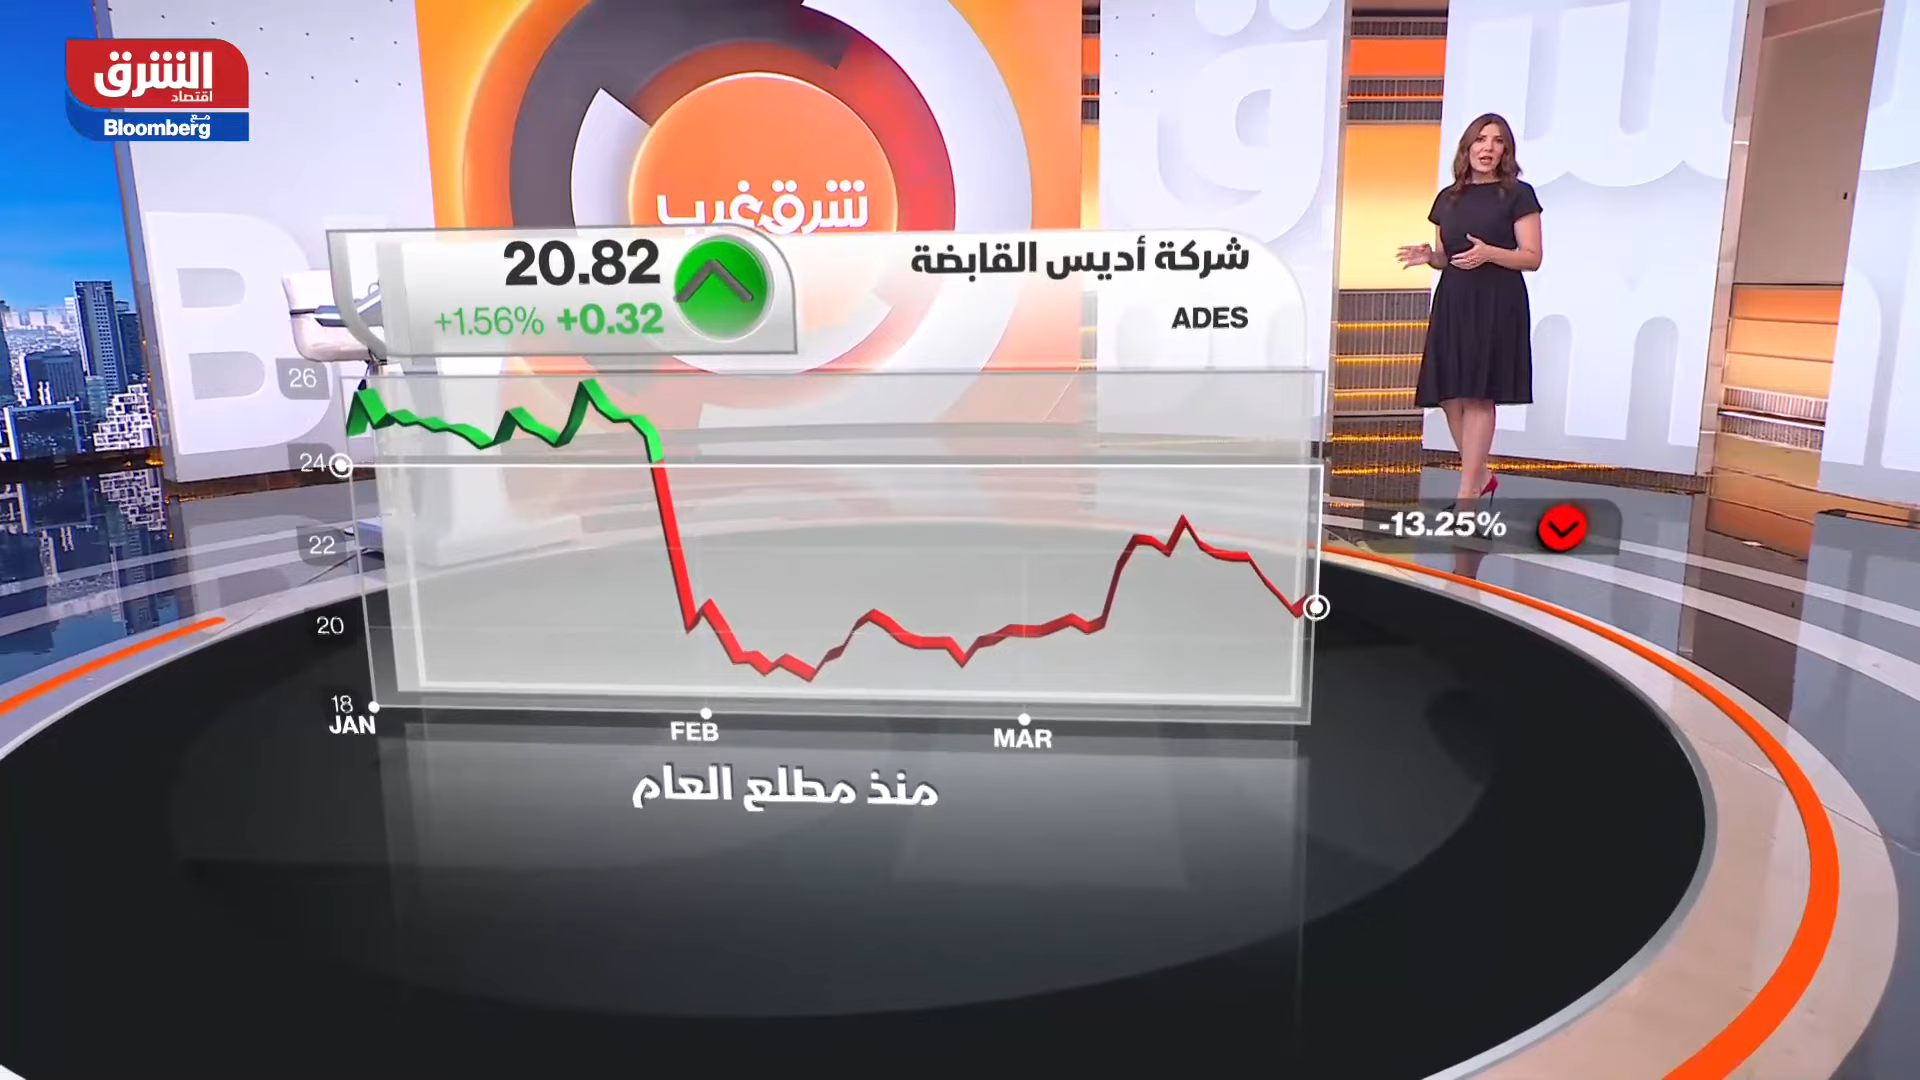 الشرق
اقتصاد
مع
Bloomberg
شرق غرب
شركة أديس القابضة
ADES
20.82
+1.56% +0.32
26
24
22
20
18
JAN
FEB
MAR
-13.25%
منذ مطلع العام